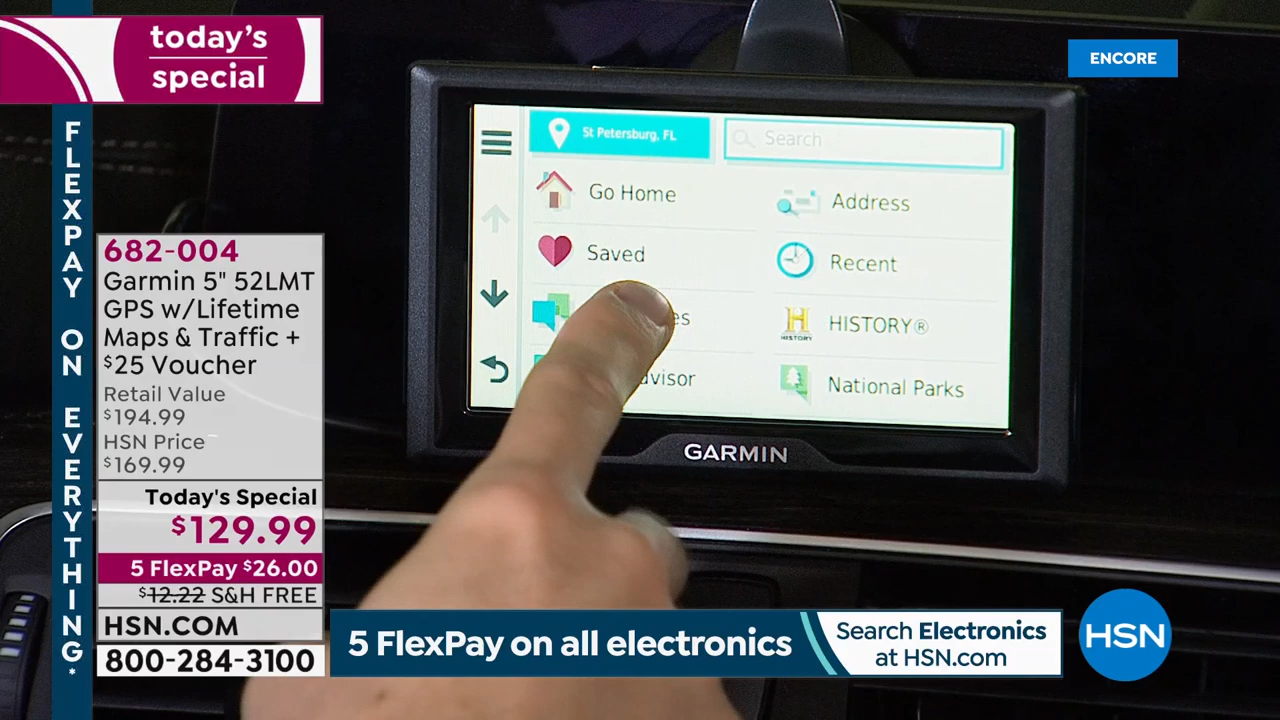 today's
special
ENCORE
FLEXPAY ON EVERYTHING*
682-004
Garmin 5" 52LMT
GPS w/Lifetime
Maps & Traffic +
$25 Voucher
Retail Value
$194.99
HSN Price
$169.99
Today's Special
$129.99
5 FlexPay $26.00
$12.22 S&H FREE
HSN.COM
800-284-3100
St Petersburg, FL
Search
Go Home
Address
Saved
Recent
HISTORY®
HISTORY
National Parks
GARMIN
5 FlexPay on all electronics
Search Electronics
at HSN.com
HSN